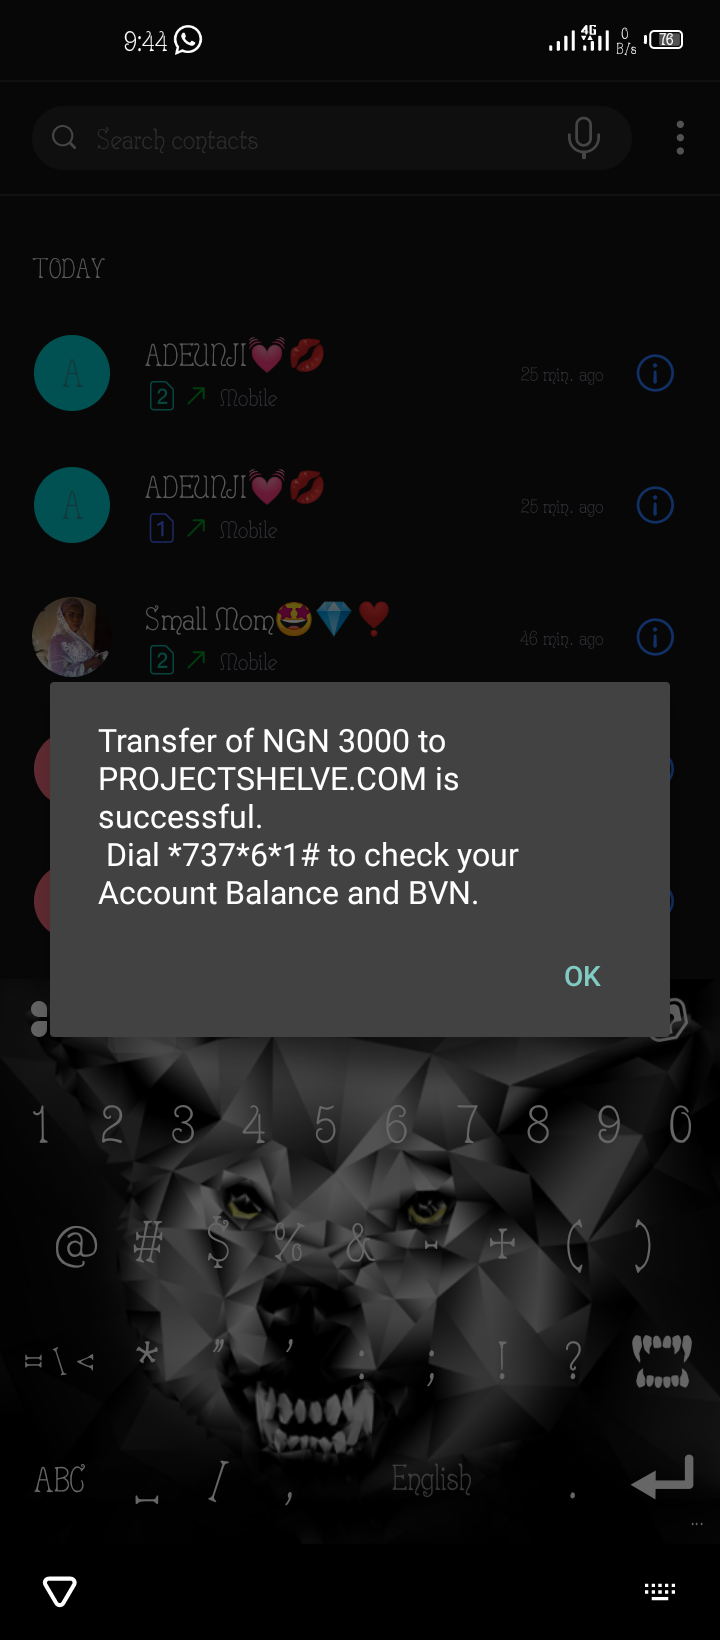 9:44
4G
0
B/s
76
Search contacts
TODAY
A
ADEUNJI💓💋
2 ↗ Mobile
25 min. ago
A
ADEUNJI💓💋
1 ↗ Mobile
25 min. ago
Small Mom🤩💎❣️
2 ↗ Mobile
46 min. ago
Transfer of NGN 3000 to
PROJECTSHELVE.COM is
successful.
Dial *737*6*1# to check your
Account Balance and BVN.
OK
1 2 3 4 5 6 7 8 9 0
@ # $ % & - + ( )
= \ < * " ' : ; ! ?
ABC / , English .
...